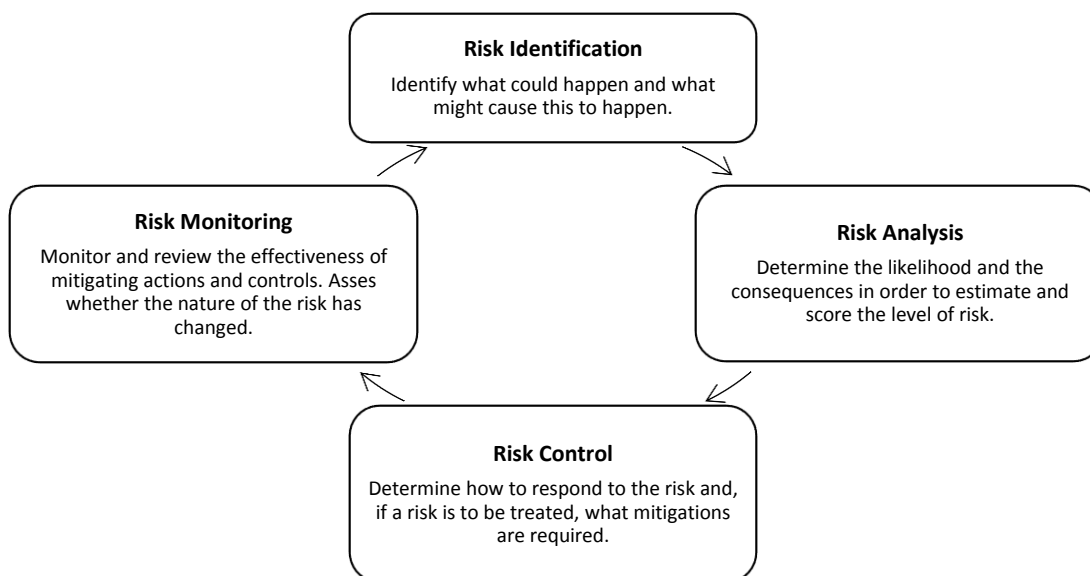 Risk Identification
Identify what could happen and what
might cause this to happen.
Risk Analysis
Determine the likelihood and the
consequences in order to estimate and
score the level of risk.
Risk Control
Determine how to respond to the risk and,
if a risk is to be treated, what mitigations
are required.
Risk Monitoring
Monitor and review the effectiveness of
mitigating actions and controls. Asses
whether the nature of the risk has
changed.